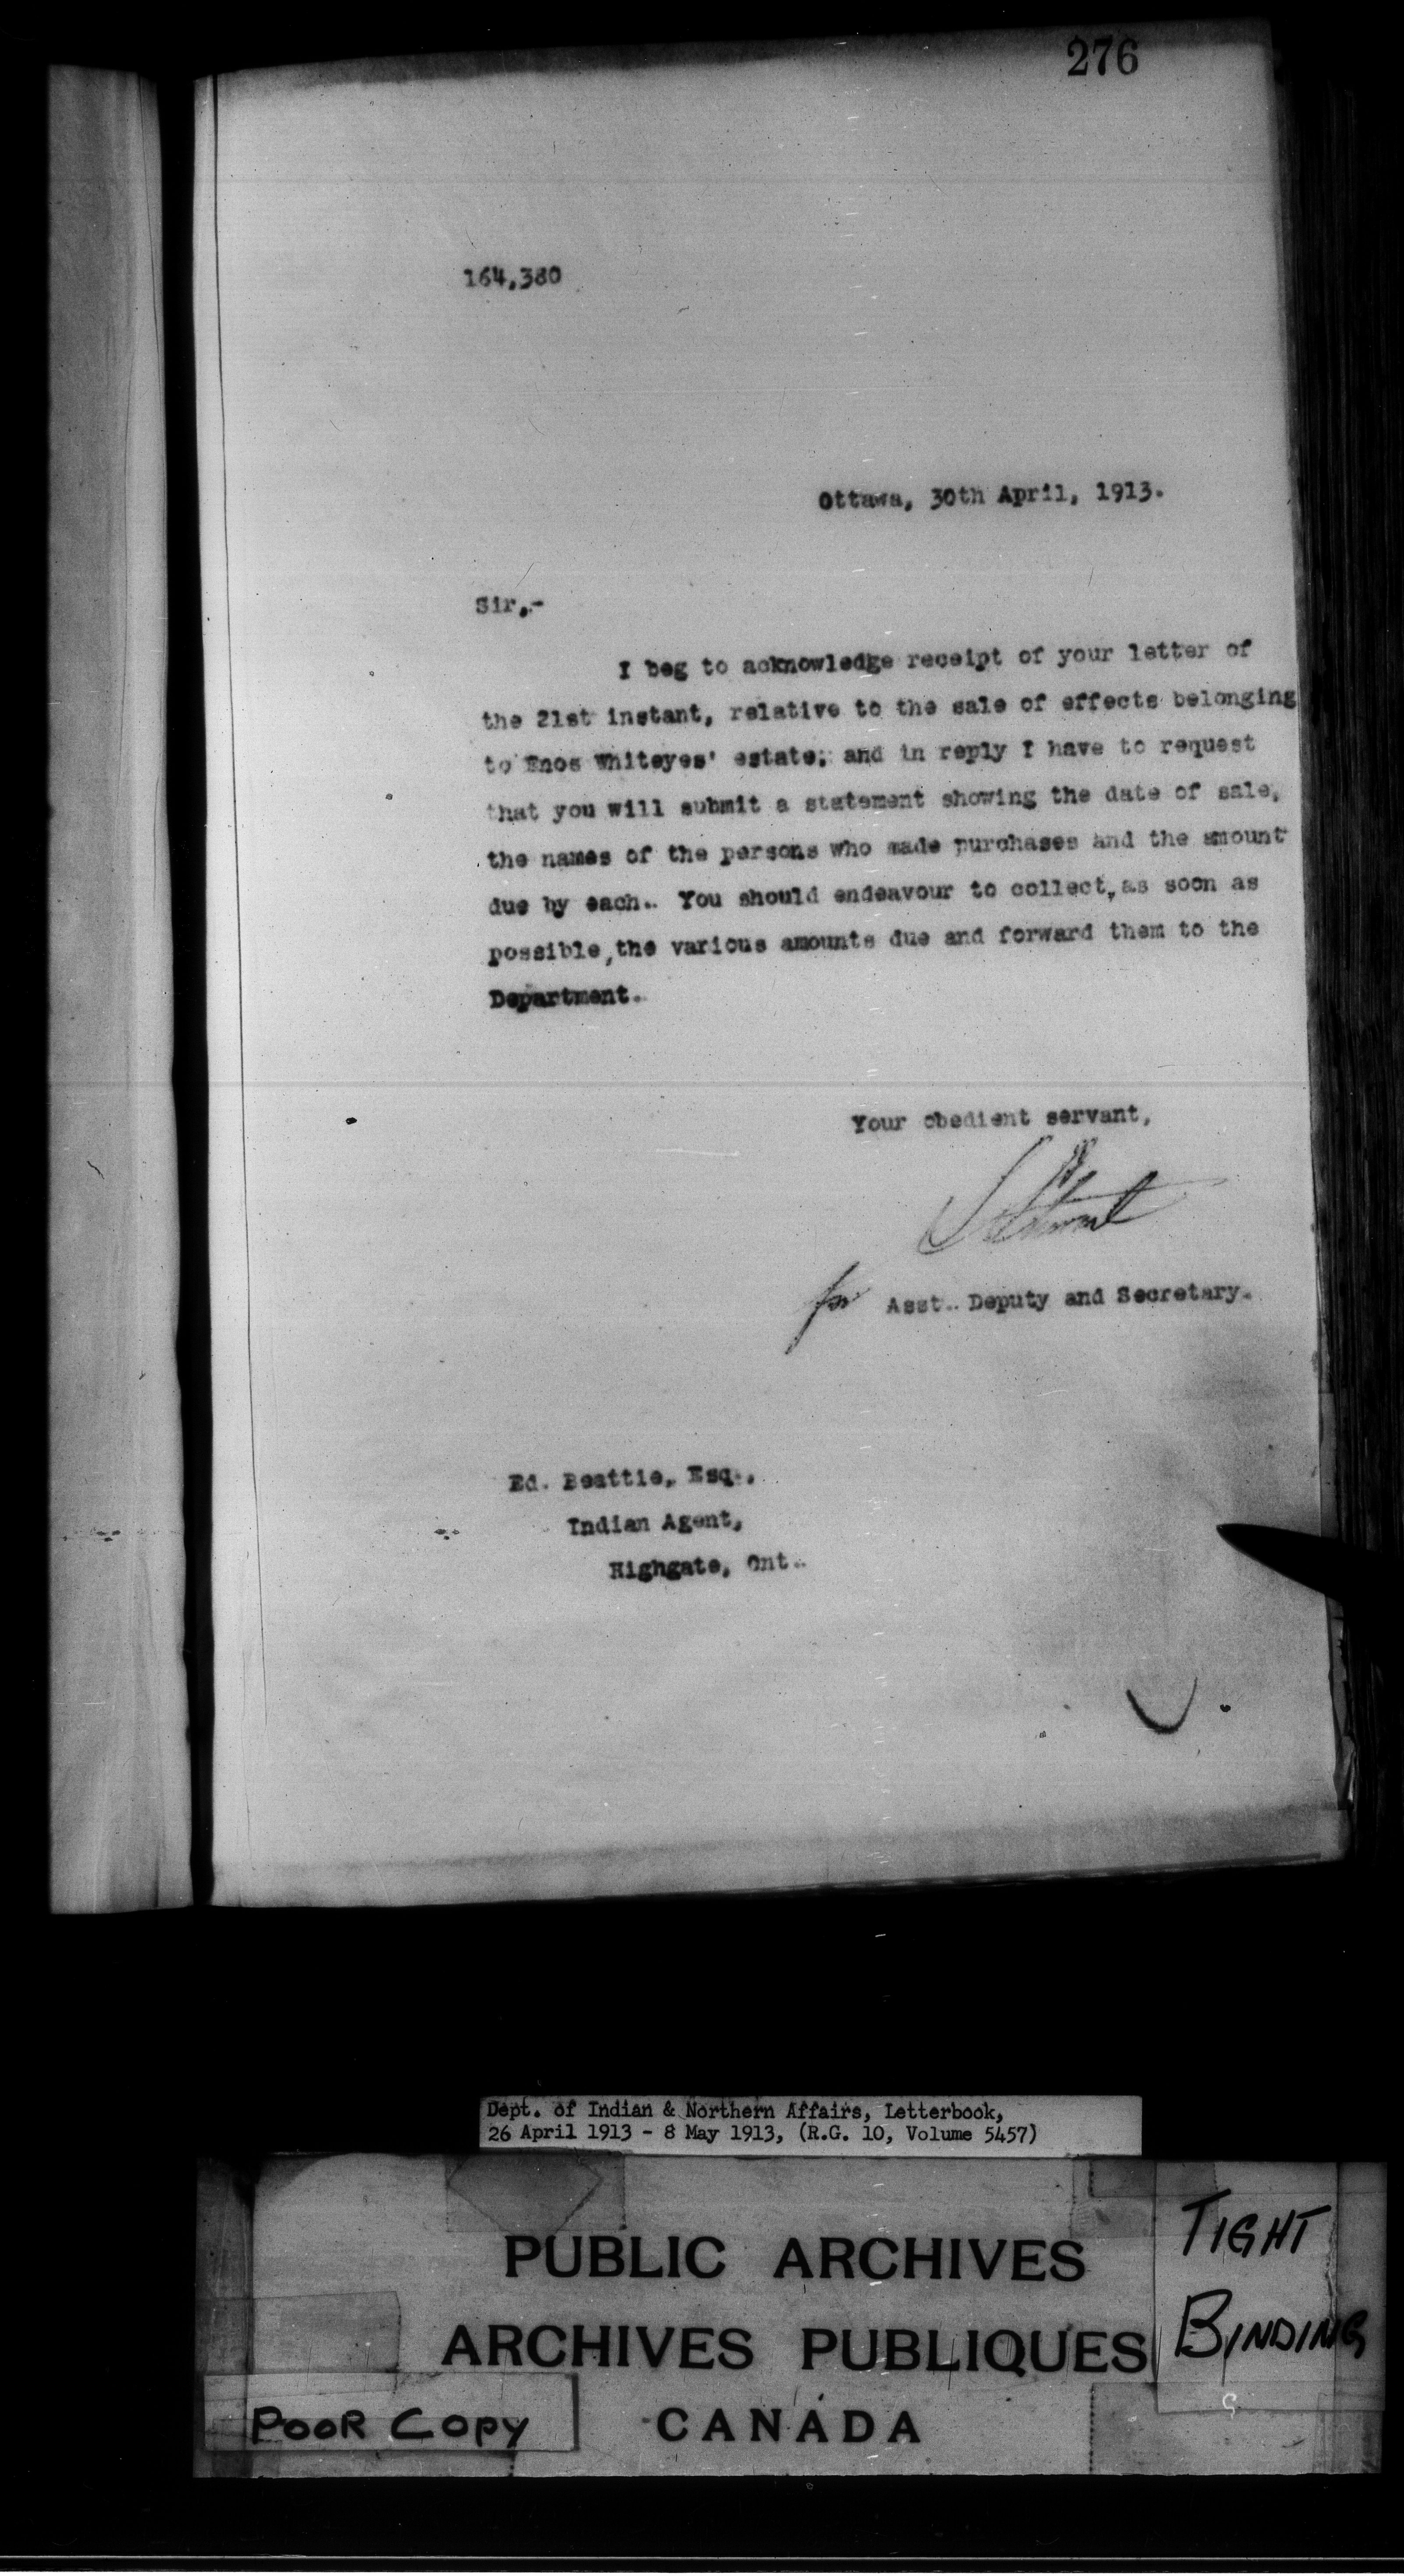 276
164,380
Ottawa, 30th April, 1913.
Sir,-
I beg to acknowledge receipt of your letter of
the 21st instant, relative to the sale of effects belonging
to Enos Whiteyes' estate; and in reply I have to request
that you will submit a statement showing the date of sale,
the names of the persons who made purchases and the amount
due by each. You should endeavour to collect, as soon as
possible, the various amounts due and forward them to the
Department.
Your obedient servant,
for Asst. Deputy and Secretary.
Ed. Beattie, Esq.,
Indian Agent,
Highgate, Ont.
Dept. of Indian & Northern Affairs, Letterbook,
26 April 1913 - 8 May 1913, (R.G. 10, Volume 5457)
PUBLIC ARCHIVES
ARCHIVES PUBLIQUES
CANADA
TIGHT
BINDING
POOR COPY